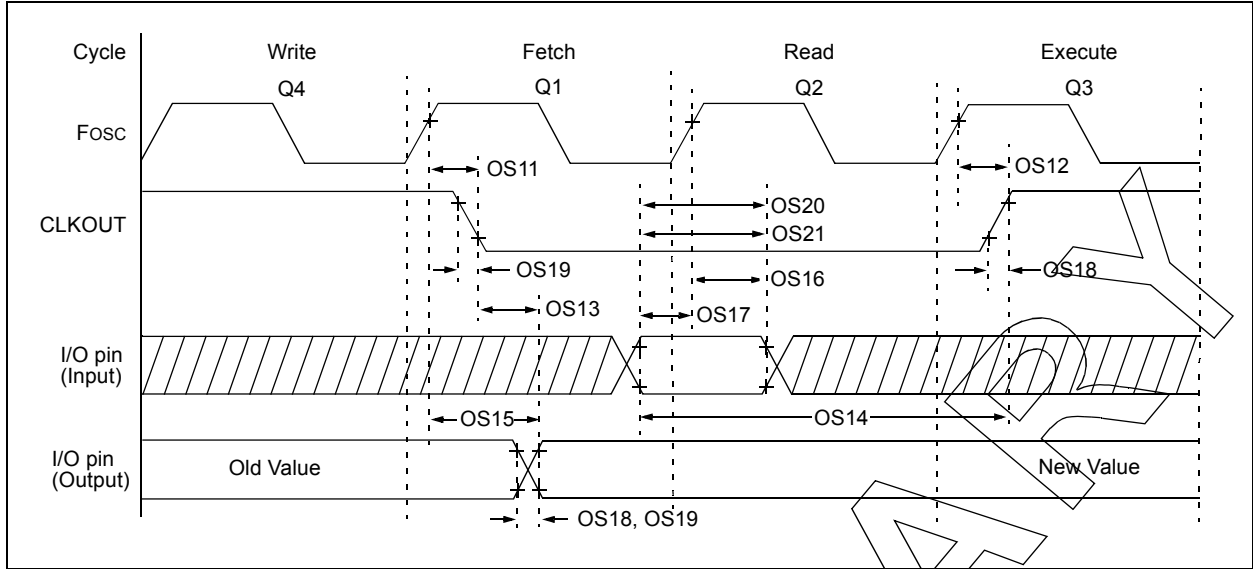 Cycle Write Fetch Read Execute
Q4 Q1 Q2 Q3
FOSC
OS11 OS12
CLKOUT
OS20
OS21
OS19 OS16 OS18
OS13 OS17
I/O pin
(Input)
OS15 OS14
I/O pin
(Output)
Old Value New Value
OS18, OS19
A R Y